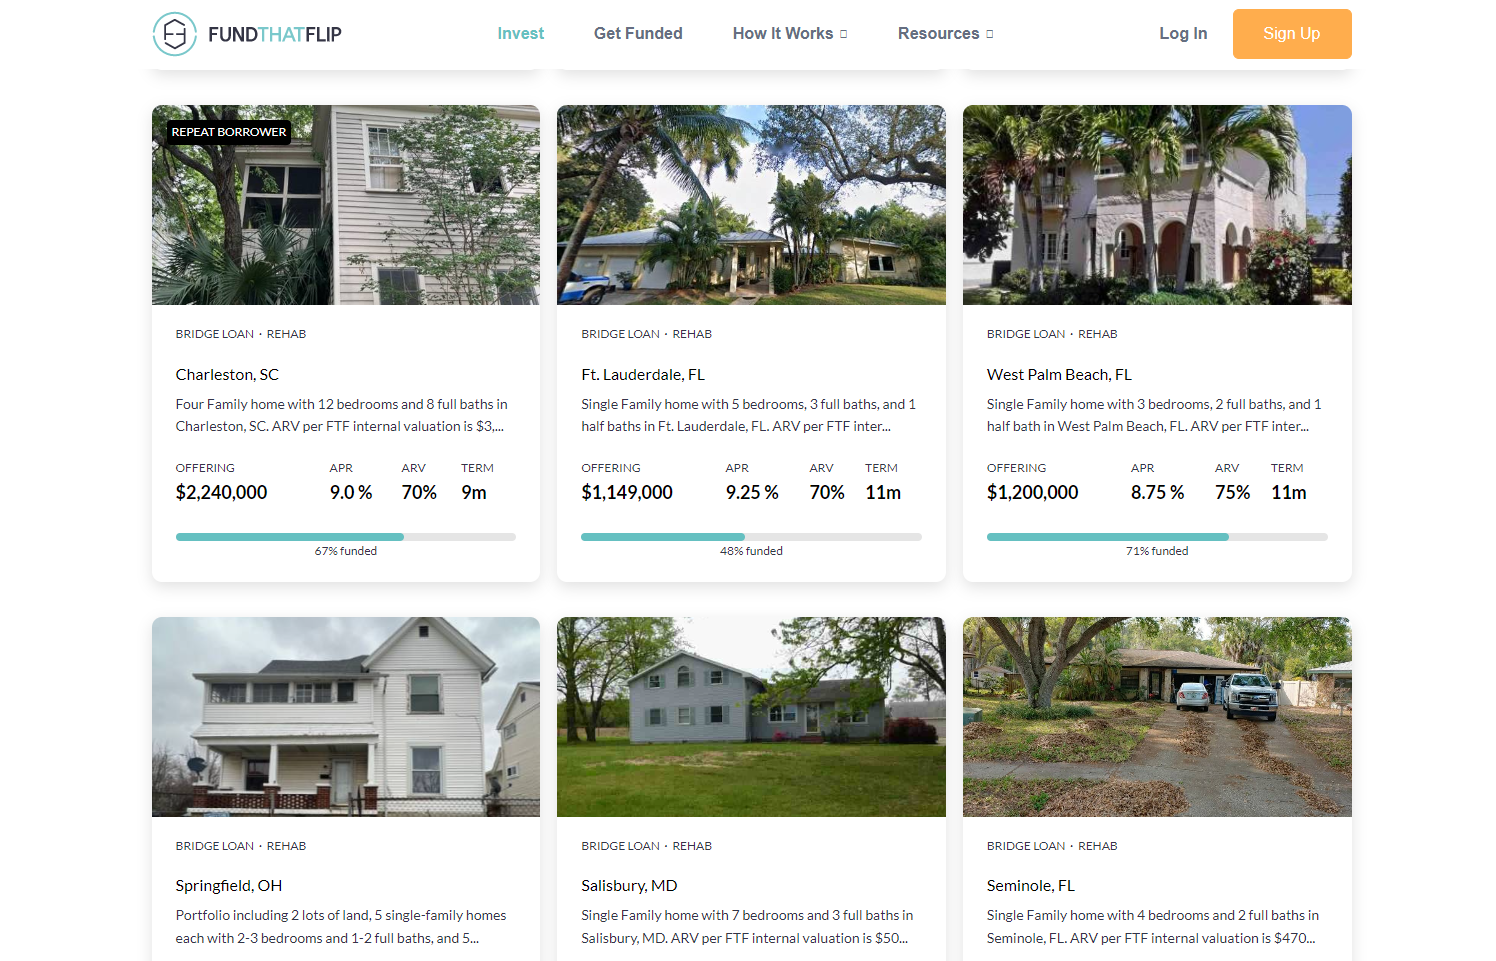 FUNDTHATFLIP
Invest
Get Funded
How It Works
Resources
Log In
Sign Up
REPEAT BORROWER
BRIDGE LOAN · REHAB
Charleston, SC
Four Family home with 12 bedrooms and 8 full baths in
Charleston, SC. ARV per FTF internal valuation is $3,...
OFFERING APR ARV TERM
$2,240,000 9.0 % 70% 9m
67% funded
BRIDGE LOAN · REHAB
Ft. Lauderdale, FL
Single Family home with 5 bedrooms, 3 full baths, and 1
half baths in Ft. Lauderdale, FL. ARV per FTF inter...
OFFERING APR ARV TERM
$1,149,000 9.25 % 70% 11m
48% funded
BRIDGE LOAN · REHAB
West Palm Beach, FL
Single Family home with 3 bedrooms, 2 full baths, and 1
half bath in West Palm Beach, FL. ARV per FTF inter...
OFFERING APR ARV TERM
$1,200,000 8.75 % 75% 11m
71% funded
BRIDGE LOAN · REHAB
Springfield, OH
Portfolio including 2 lots of land, 5 single-family homes
each with 2-3 bedrooms and 1-2 full baths, and 5...
BRIDGE LOAN · REHAB
Salisbury, MD
Single Family home with 7 bedrooms and 3 full baths in
Salisbury, MD. ARV per FTF internal valuation is $50...
BRIDGE LOAN · REHAB
Seminole, FL
Single Family home with 4 bedrooms and 2 full baths in
Seminole, FL. ARV per FTF internal valuation is $470...